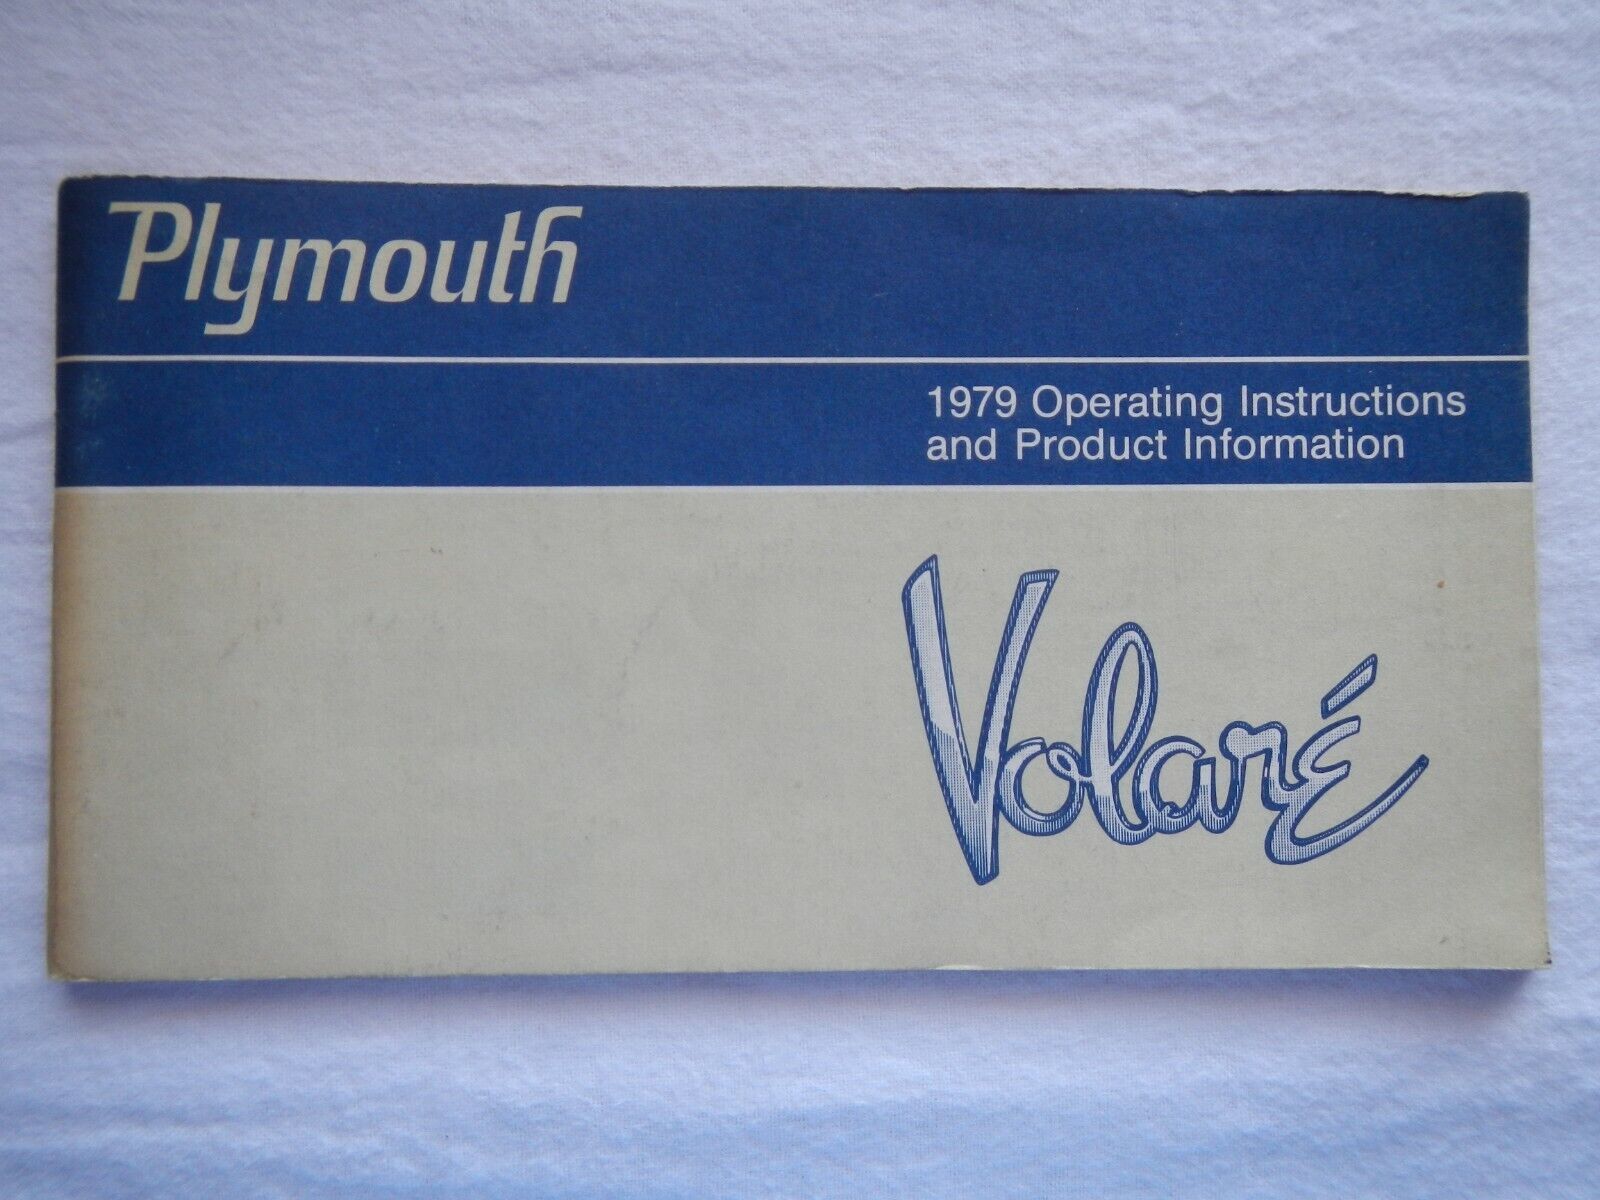 Plymouth
1979 Operating Instructions
and Product Information
Volaré